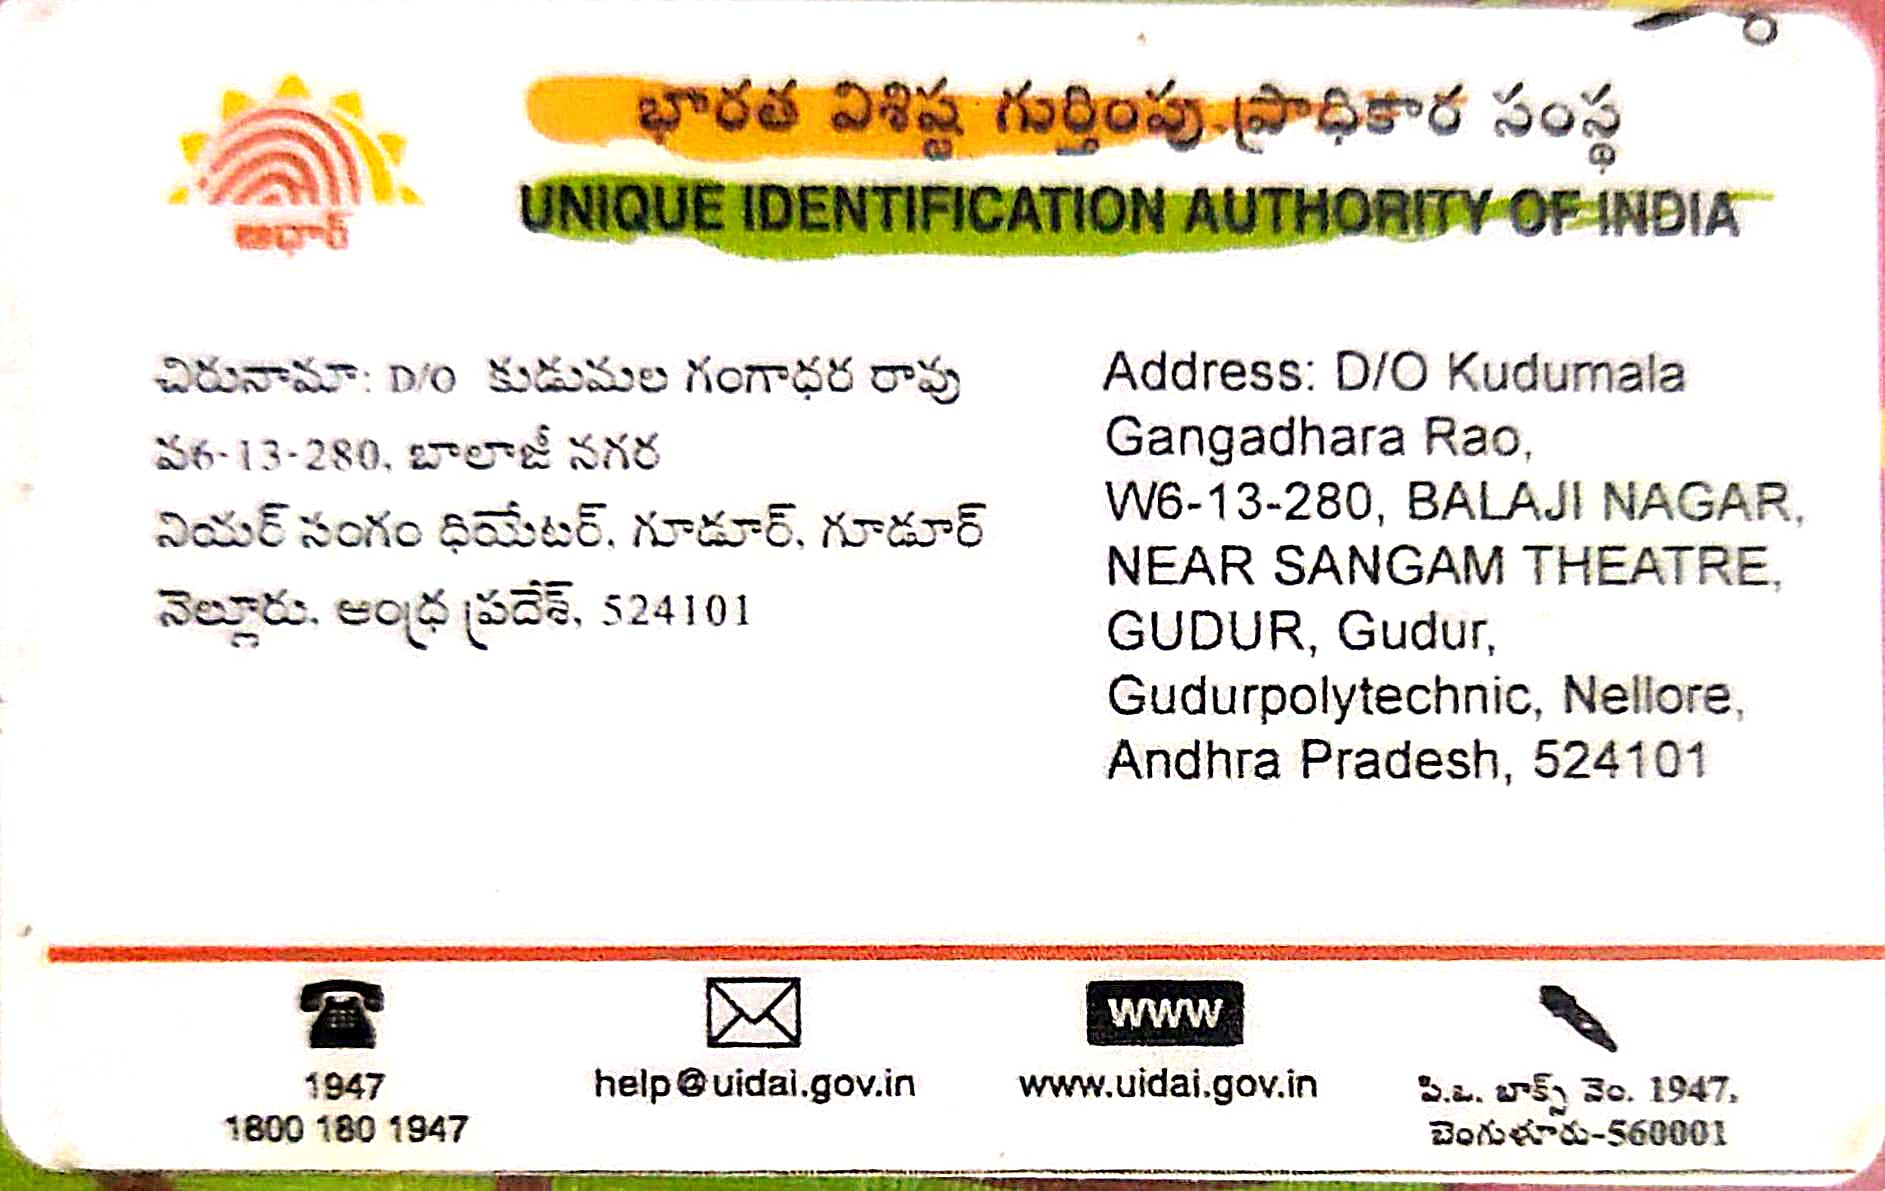 భారత విశిష్ట గుర్తింపు ప్రాధికార సంస్థ
UNIQUE IDENTIFICATION AUTHORITY OF INDIA
ఆధార్
చిరునామా: D/O కుడుమల గంగాధర రావు
వ6-13-280, బాలాజీ నగర
నియర్ సంగం థియేటర్, గూడూర్, గూడూర్
నెల్లూరు, ఆంధ్ర ప్రదేశ్, 524101
Address: D/O Kudumala
Gangadhara Rao,
W6-13-280, BALAJI NAGAR,
NEAR SANGAM THEATRE,
GUDUR, Gudur,
Gudurpolytechnic, Nellore,
Andhra Pradesh, 524101
1947
1800 180 1947
help@uidai.gov.in
www
www.uidai.gov.in
పి.ఒ. బాక్స్ నెం. 1947,
బెంగుళూరు-560001